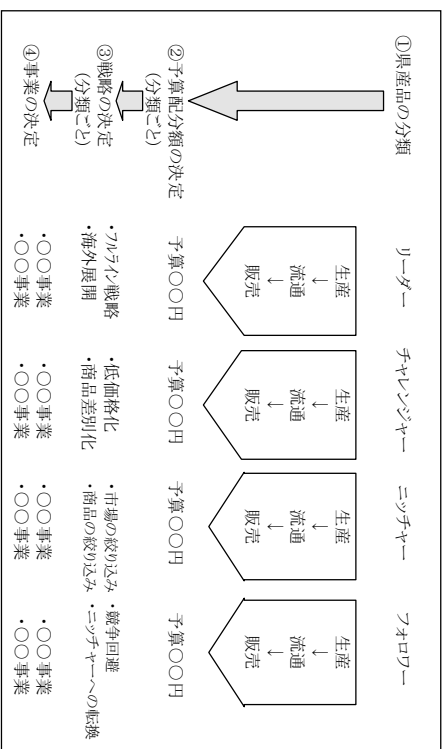 ①県産品の分類 リーダー チャレンジャー ニッチャー フォロワー
生産 生産 生産 生産
↓ ↓ ↓ ↓
流通 流通 流通 流通
↓ ↓ ↓ ↓
販売 販売 販売 販売
②予算配分額の決定 予算○○円 予算○○円 予算○○円 予算○○円
(分類ごと)
③戦略の決定 ・フルライン戦略 ・低価格化 ・市場の絞り込み ・競争回避
(分類ごと) ・海外展開 ・商品差別化 ・商品の絞り込み ・ニッチャーへの転換
④事業の決定 ・○○事業 ・○○事業 ・○○事業 ・○○事業
・○○事業 ・○○事業 ・○○事業 ・○○事業